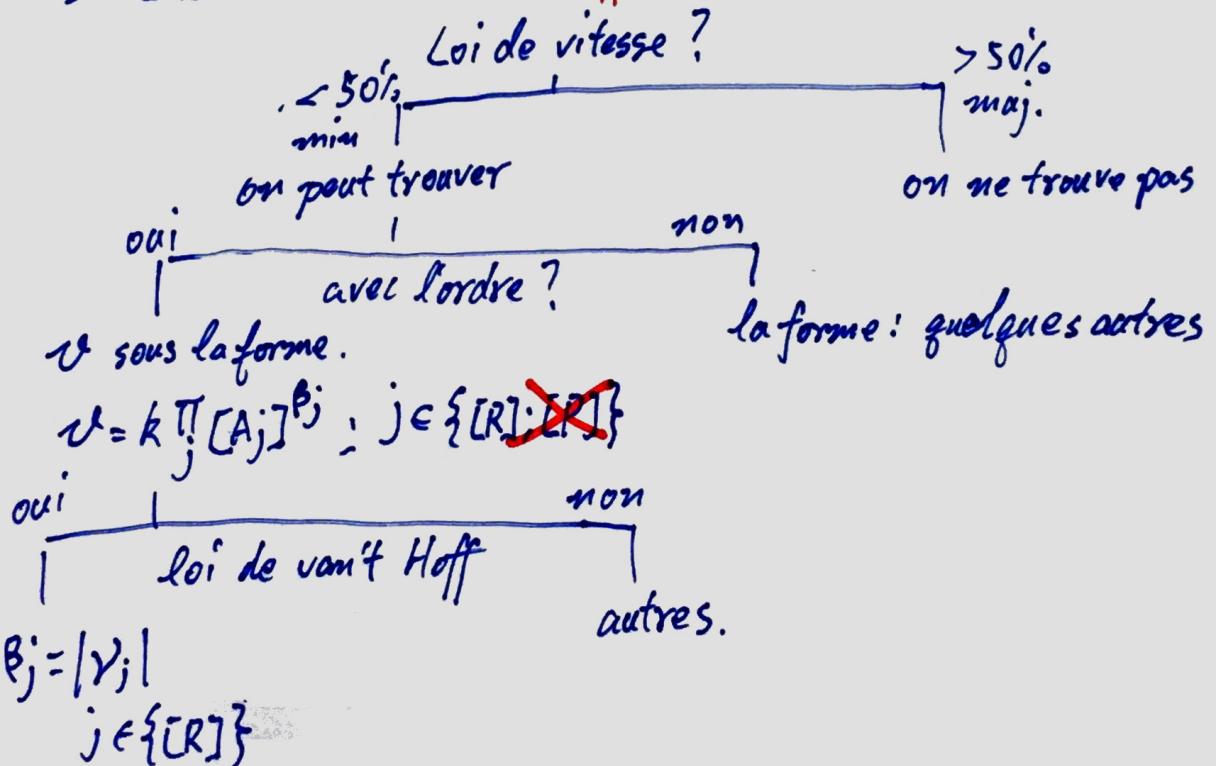 Loi de vitesse ?
< 50%
min
> 50%
maj.
on peut trouver
on ne trouve pas
oui
non
avec l'ordre ?
v sous la forme.
la forme : quelques autres
v = k ∏j [Aj]^βj : j ∈ {[R];[P]}
oui
non
loi de van't Hoff
autres.
βj = |νj|
j ∈ {[R]}